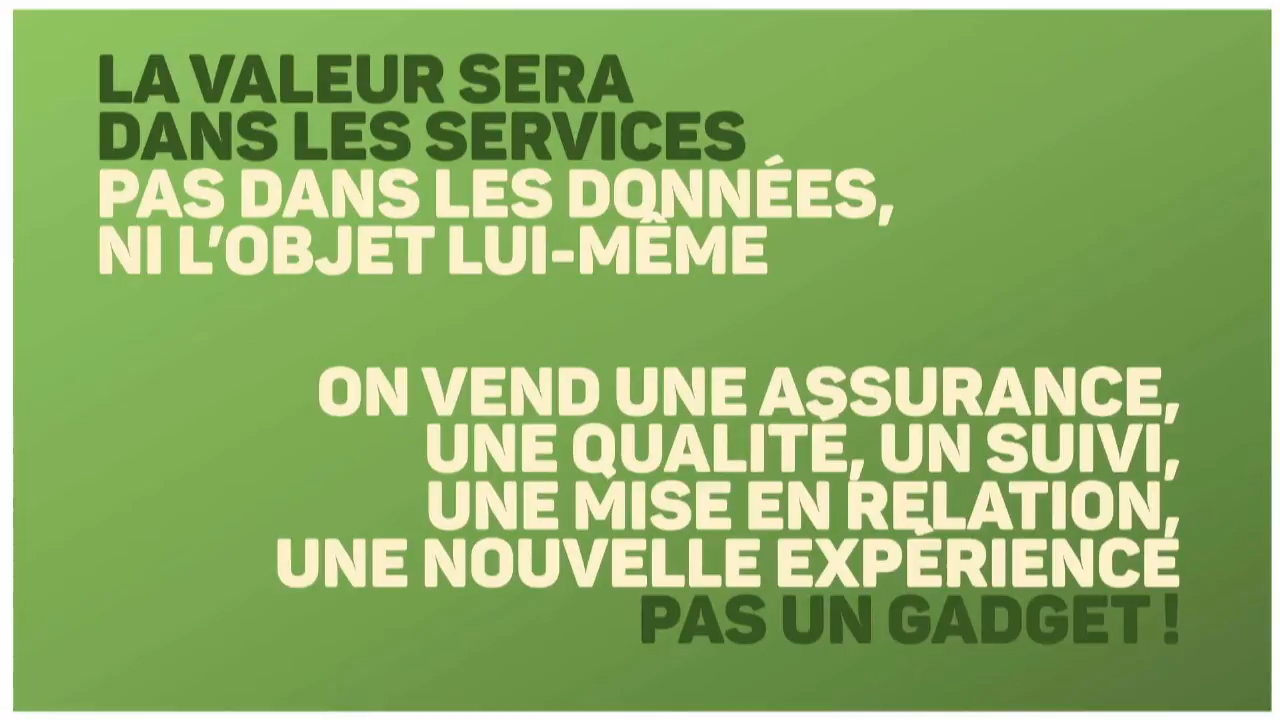 LA VALEUR SERA
DANS LES SERVICES
PAS DANS LES DONNÉES,
NI L'OBJET LUI-MÊME
ON VEND UNE ASSURANCE,
UNE QUALITÉ, UN SUIVI,
UNE MISE EN RELATION,
UNE NOUVELLE EXPÉRIENCE
PAS UN GADGET !